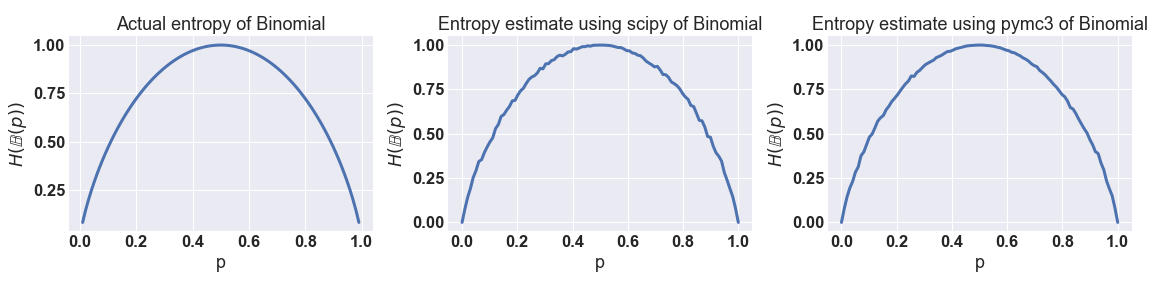 Actual entropy of Binomial
H(𝔹(p))
1.00
0.75
0.50
0.25
0.0 0.2 0.4 0.6 0.8 1.0
p
Entropy estimate using scipy of Binomial
H(𝔹(p))
1.00
0.75
0.50
0.25
0.00
0.0 0.2 0.4 0.6 0.8 1.0
p
Entropy estimate using pymc3 of Binomial
H(𝔹(p))
1.00
0.75
0.50
0.25
0.00
0.0 0.2 0.4 0.6 0.8 1.0
p